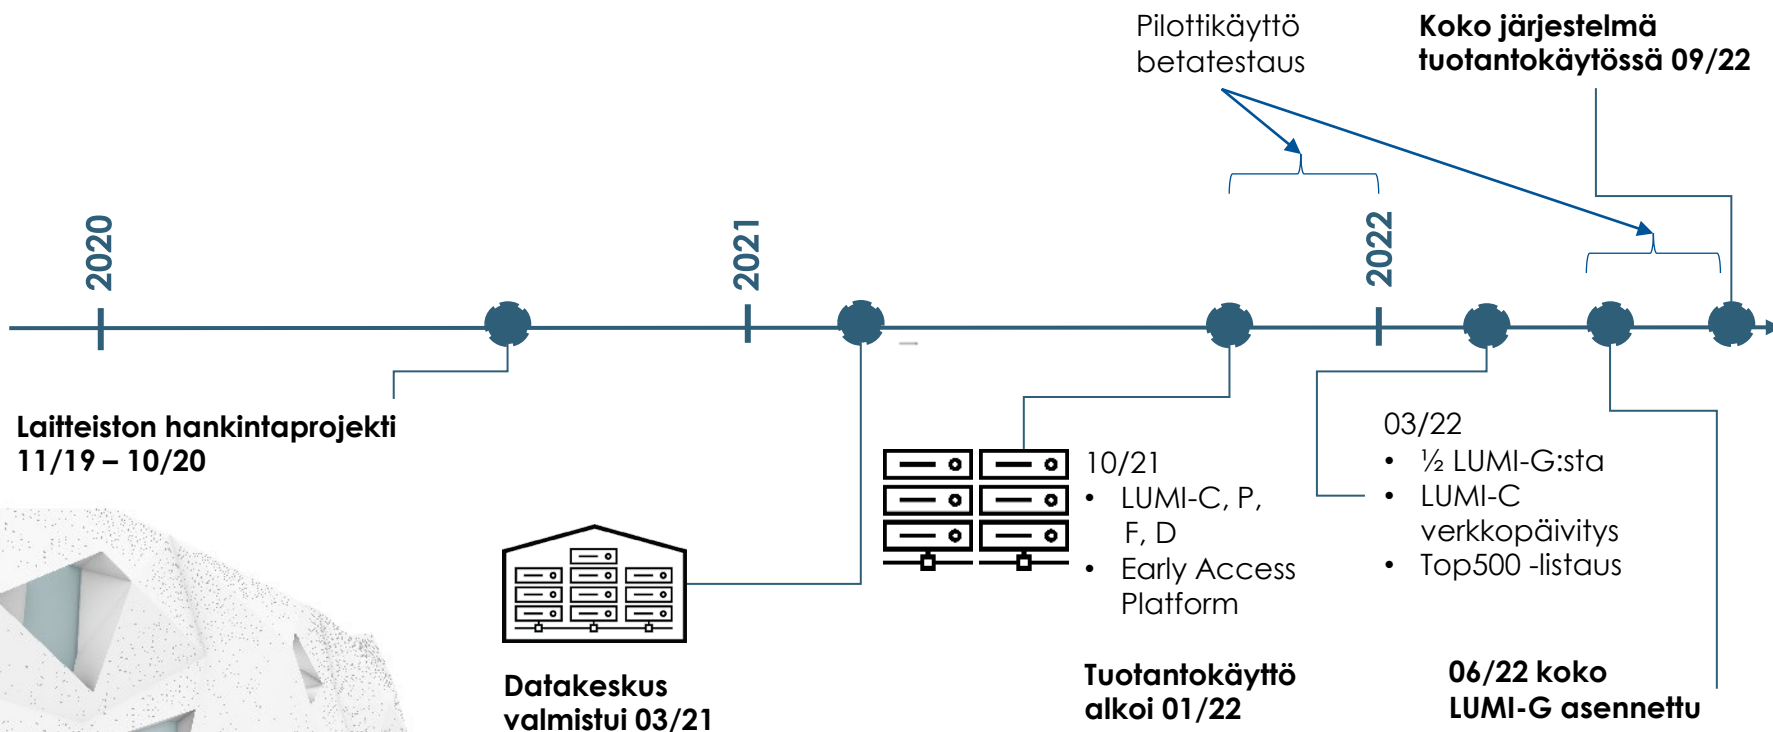 Pilottikäyttö
betatestaus
Koko järjestelmä
tuotantokäytössä 09/22
2020
2021
2022
Laitteiston hankintaprojekti
11/19 – 10/20
Datakeskus
valmistui 03/21
10/21
• LUMI-C, P,
F, D
• Early Access
Platform
Tuotantokäyttö
alkoi 01/22
03/22
• ½ LUMI-G:sta
• LUMI-C
verkkopäivitys
• Top500 -listaus
06/22 koko
LUMI-G asennettu